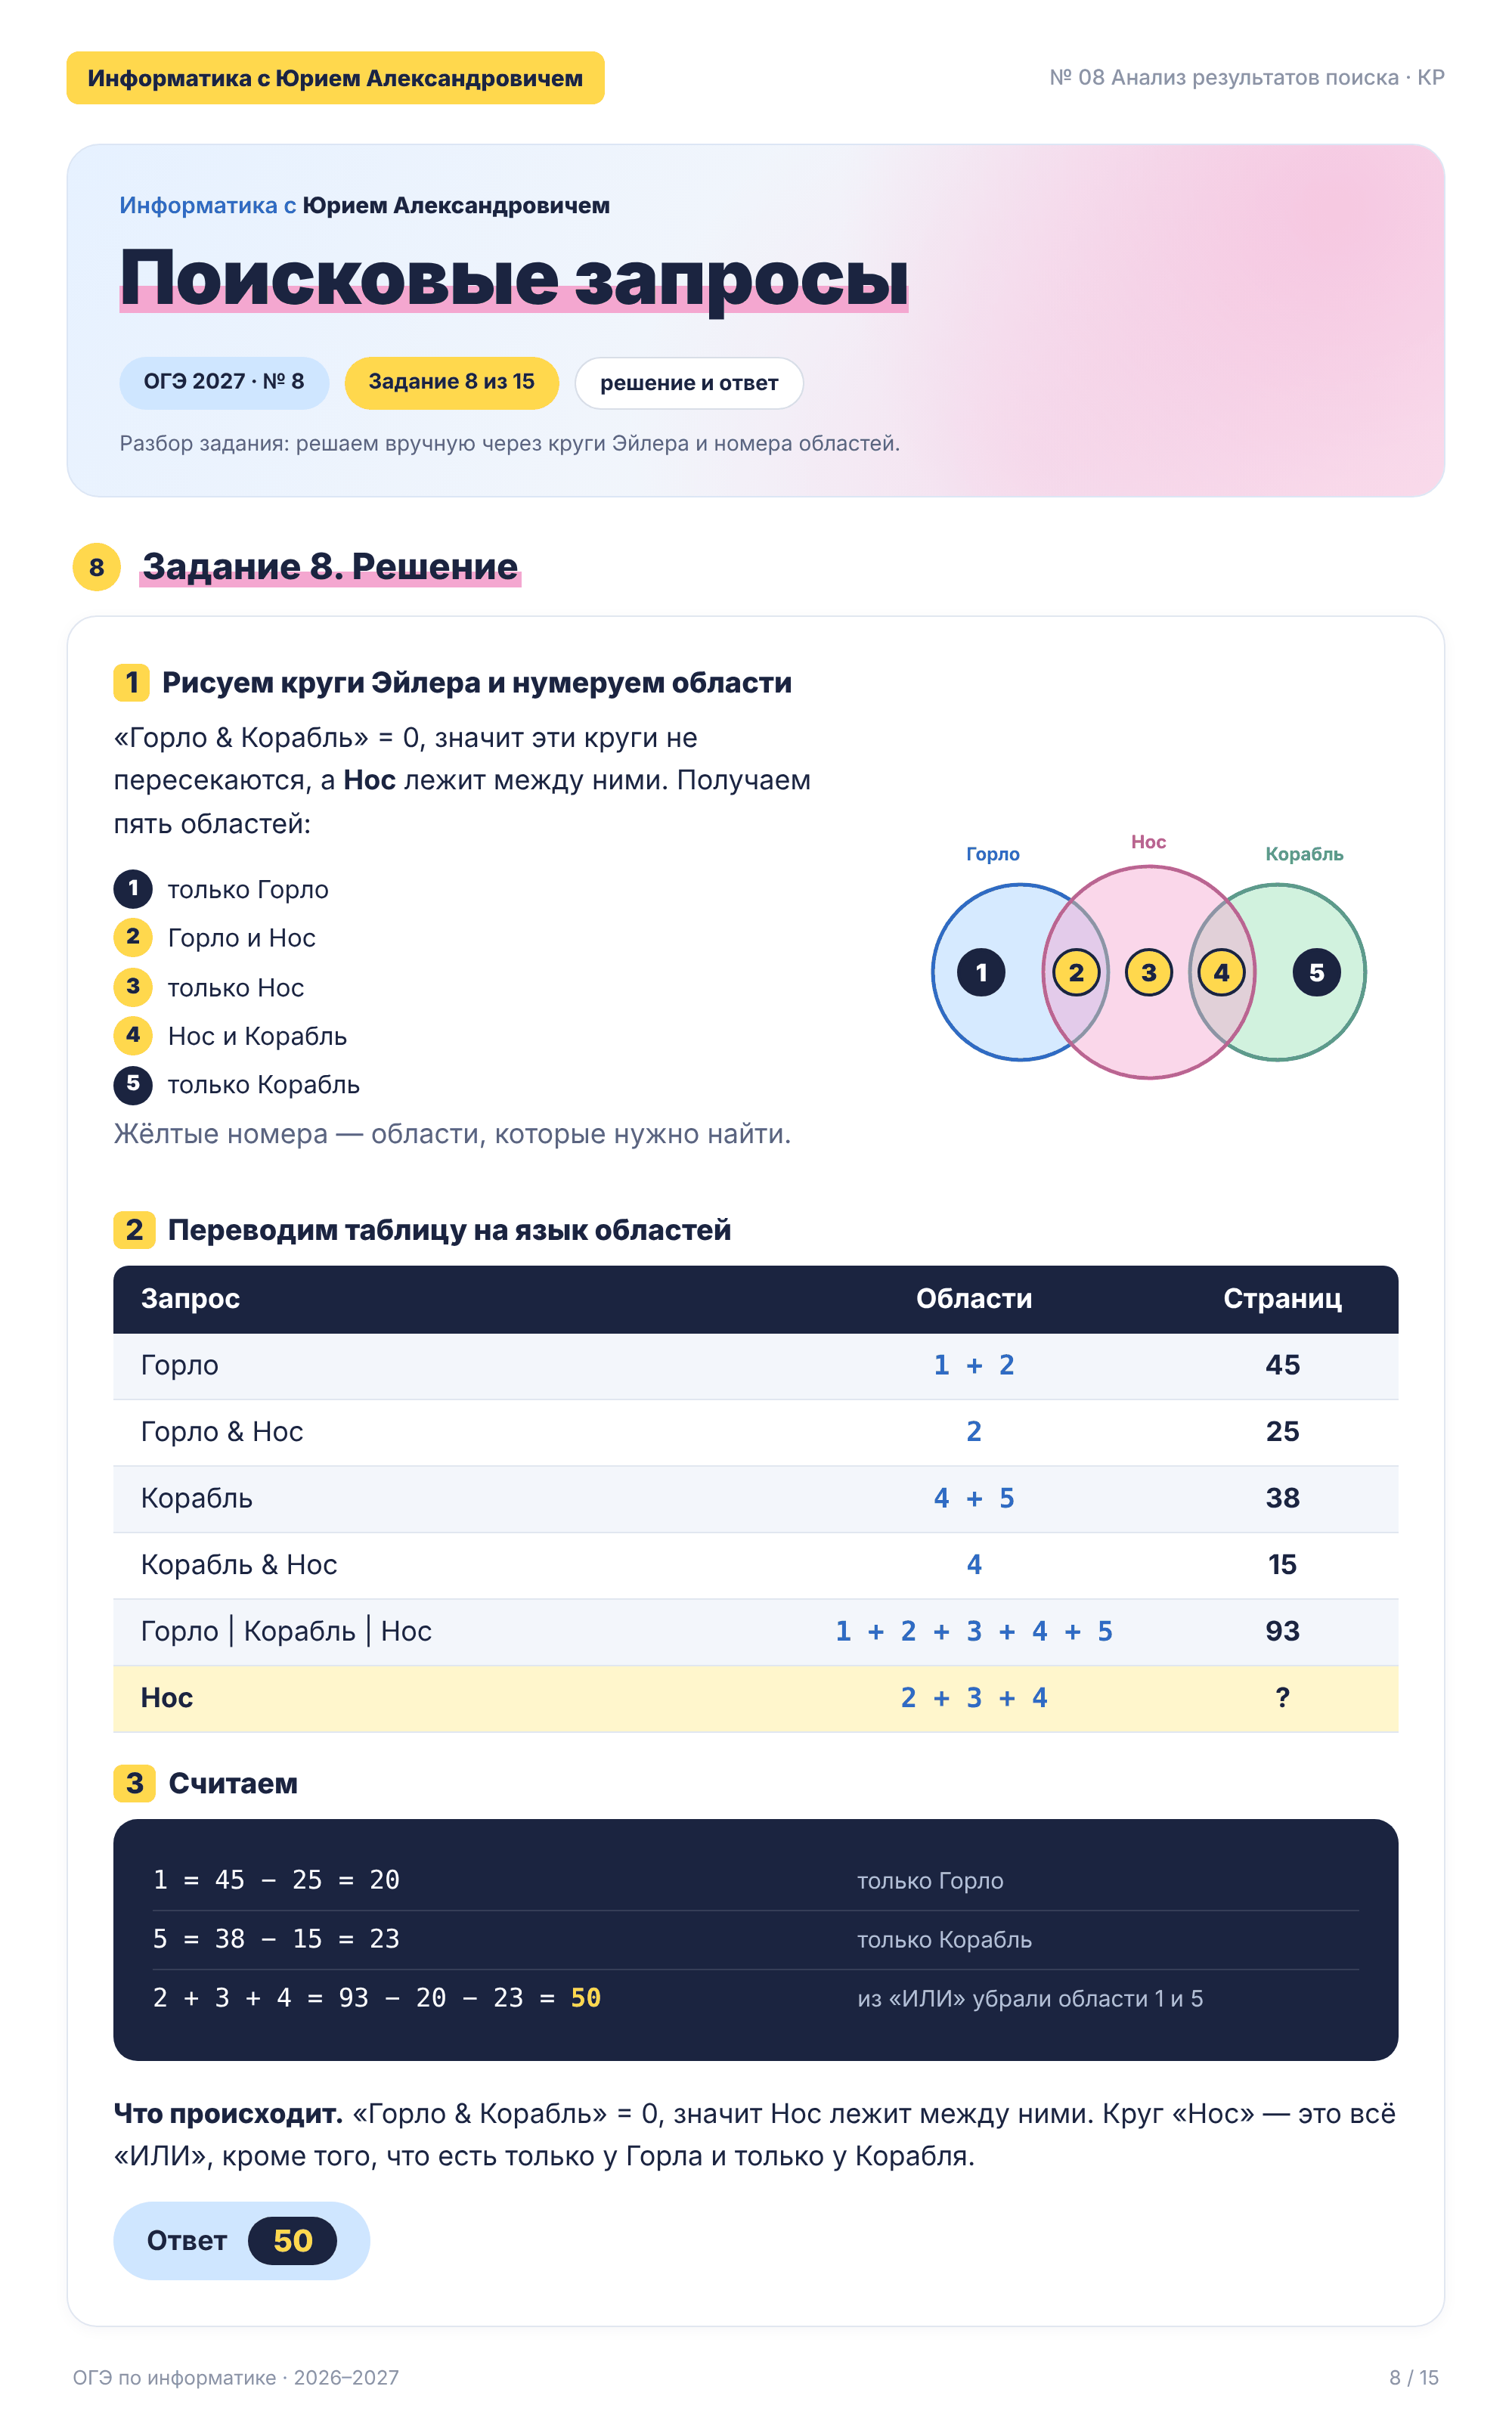 Информатика с Юрием Александровичем
№ 08 Анализ результатов поиска · КР
Информатика с Юрием Александровичем
Поисковые запросы
ОГЭ 2027 · № 8
Задание 8 из 15
решение и ответ
Разбор задания: решаем вручную через круги Эйлера и номера областей.
8 Задание 8. Решение
1 Рисуем круги Эйлера и нумеруем области
«Горло & Корабль» = 0, значит эти круги не
пересекаются, а Нос лежит между ними. Получаем
пять областей:
1 только Горло
2 Горло и Нос
3 только Нос
4 Нос и Корабль
5 только Корабль
Жёлтые номера — области, которые нужно найти.
Горло Нос Корабль
1 2 3 4 5
2 Переводим таблицу на язык областей
Запрос Области Страниц
Горло 1 + 2 45
Горло & Нос 2 25
Корабль 4 + 5 38
Корабль & Нос 4 15
Горло | Корабль | Нос 1 + 2 + 3 + 4 + 5 93
Нос 2 + 3 + 4 ?
3 Считаем
1 = 45 − 25 = 20 только Горло
5 = 38 − 15 = 23 только Корабль
2 + 3 + 4 = 93 − 20 − 23 = 50 из «ИЛИ» убрали области 1 и 5
Что происходит. «Горло & Корабль» = 0, значит Нос лежит между ними. Круг «Нос» — это всё
«ИЛИ», кроме того, что есть только у Горла и только у Корабля.
Ответ 50
ОГЭ по информатике · 2026–2027
8 / 15